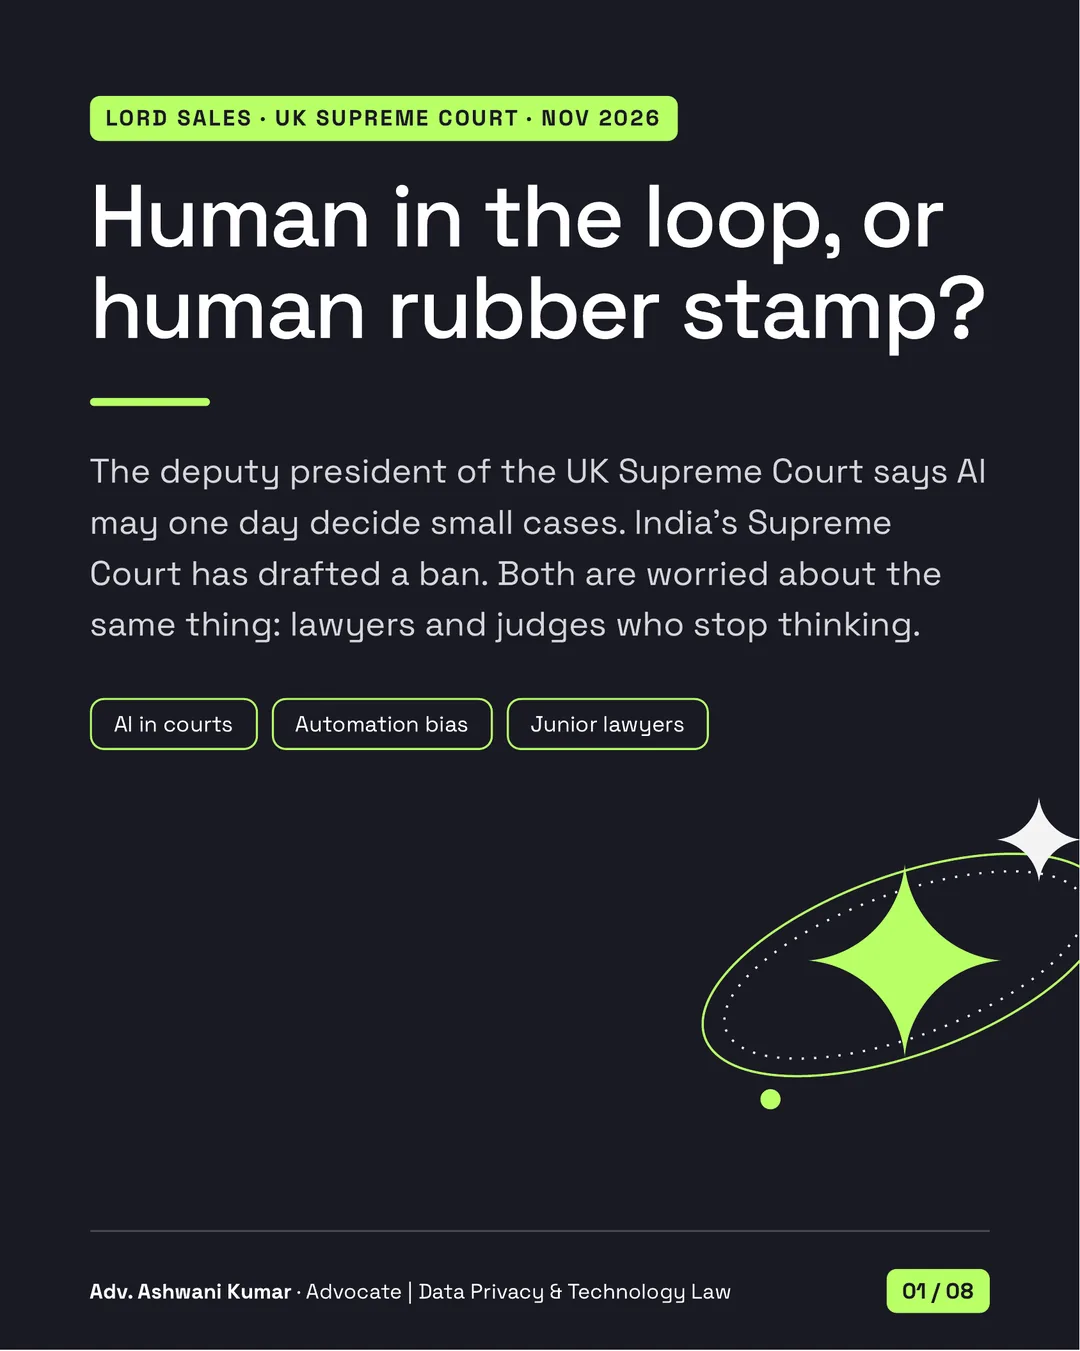 LORD SALES · UK SUPREME COURT · NOV 2026
Human in the loop, or
human rubber stamp?
The deputy president of the UK Supreme Court says AI
may one day decide small cases. India’s Supreme
Court has drafted a ban. Both are worried about the
same thing: lawyers and judges who stop thinking.
AI in courts
Automation bias
Junior lawyers
Adv. Ashwani Kumar · Advocate | Data Privacy & Technology Law
01 / 08